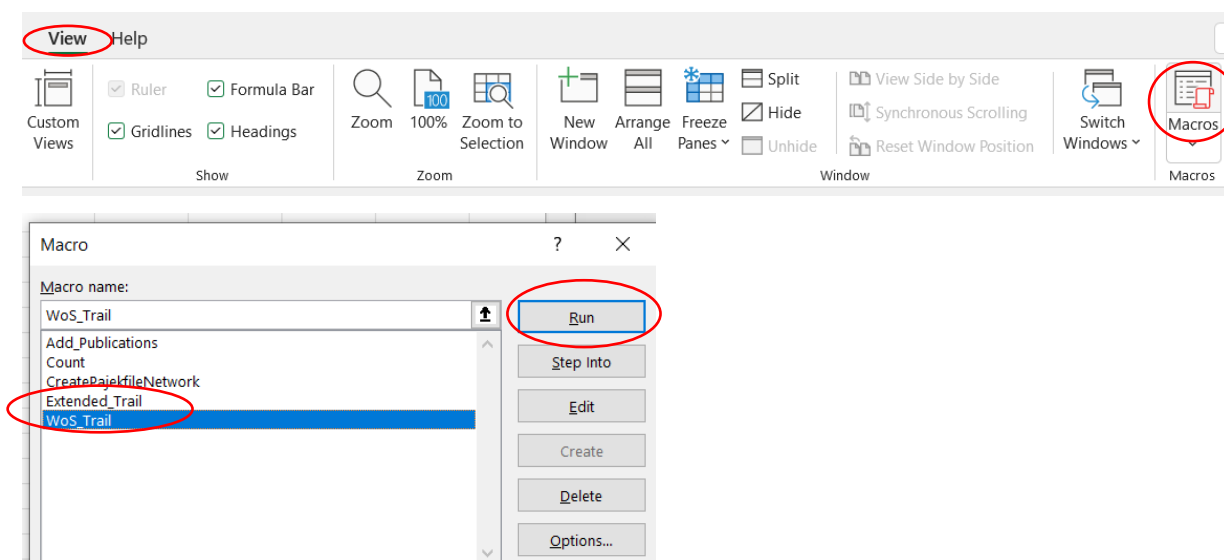 View Help
Custom Views
Ruler
Formula Bar
Gridlines
Headings
Show
Zoom
100%
Zoom to Selection
Zoom
New Window
Arrange All
Freeze Panes
Split
Hide
Unhide
View Side by Side
Synchronous Scrolling
Reset Window Position
Switch Windows
Window
Macros
Macros
Macro ?
Macro name:
WoS_Trail
Add_Publications
Count
CreatePajekfileNetwork
Extended_Trail
WoS_Trail
Run
Step Into
Edit
Create
Delete
Options...